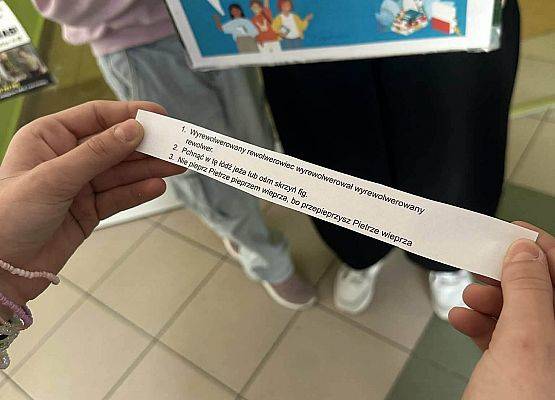 1. Wyrewolwerowany rewolwerowiec wyrewolwerował wyrewolwerowany
rewolwer.
2. Pchnąć w tę łódź jeża lub ośm skrzyń fig.
3. Nie pieprz Pietrze pieprzem wieprza, bo przepieprzysz Pietrze wieprza